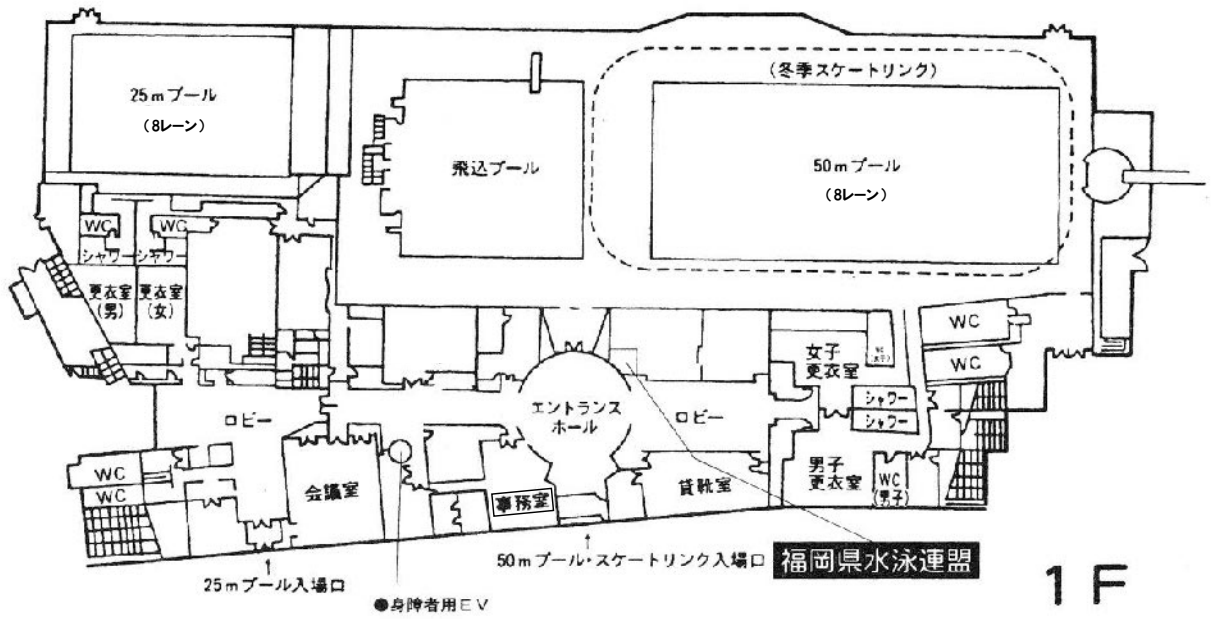 (冬季スケートリンク)
25mプール
(8レーン)
飛込プール
50mプール
(8レーン)
WC
WC
シャワー
シャワー
更衣室
(男)
更衣室
(女)
WC
WC
女子
更衣室
シャワー
シャワー
ロビー
エントランス
ホール
ロビー
WC
WC
会議室
事務室
貸靴室
男子
更衣室
WC
(男子)
50mプール・スケートリンク入場口
福岡県水泳連盟
25mプール入場口
●身障者用EV
1F